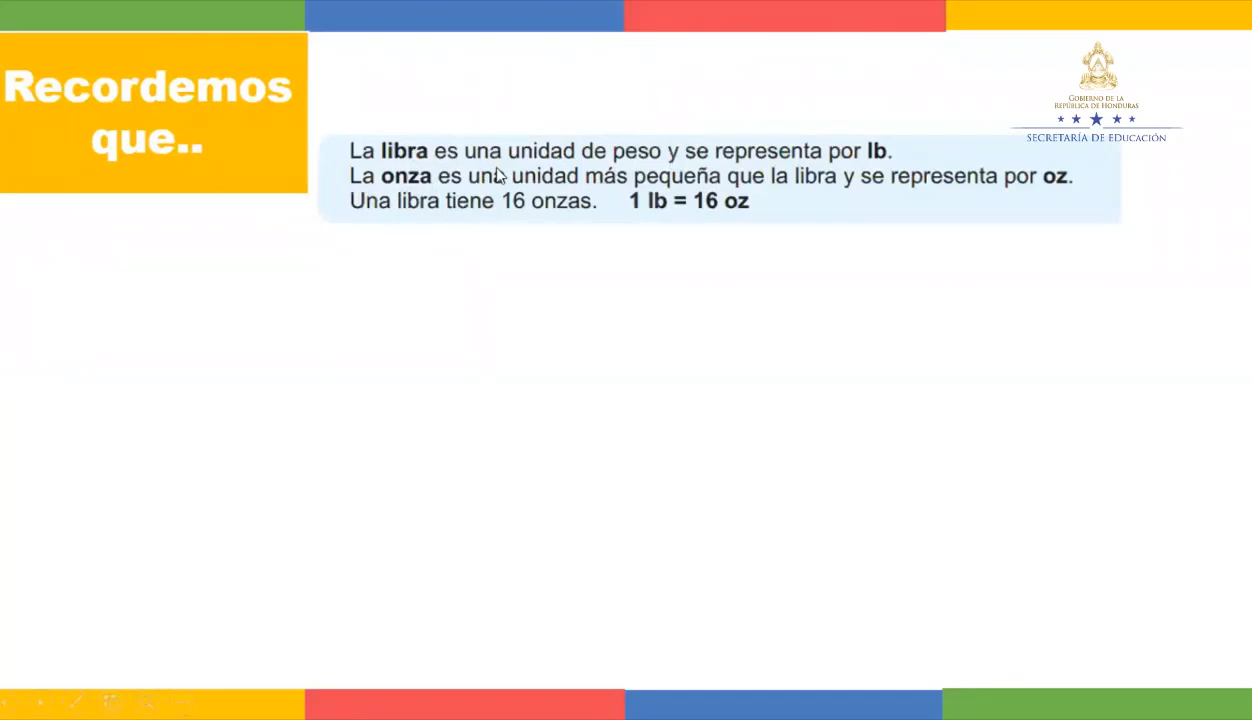 Recordemos
que..
GOBIERNO DE LA
REPÚBLICA DE HONDURAS
SECRETARÍA DE EDUCACIÓN
La libra es una unidad de peso y se representa por lb.
La onza es una unidad más pequeña que la libra y se representa por oz.
Una libra tiene 16 onzas. 1 lb = 16 oz